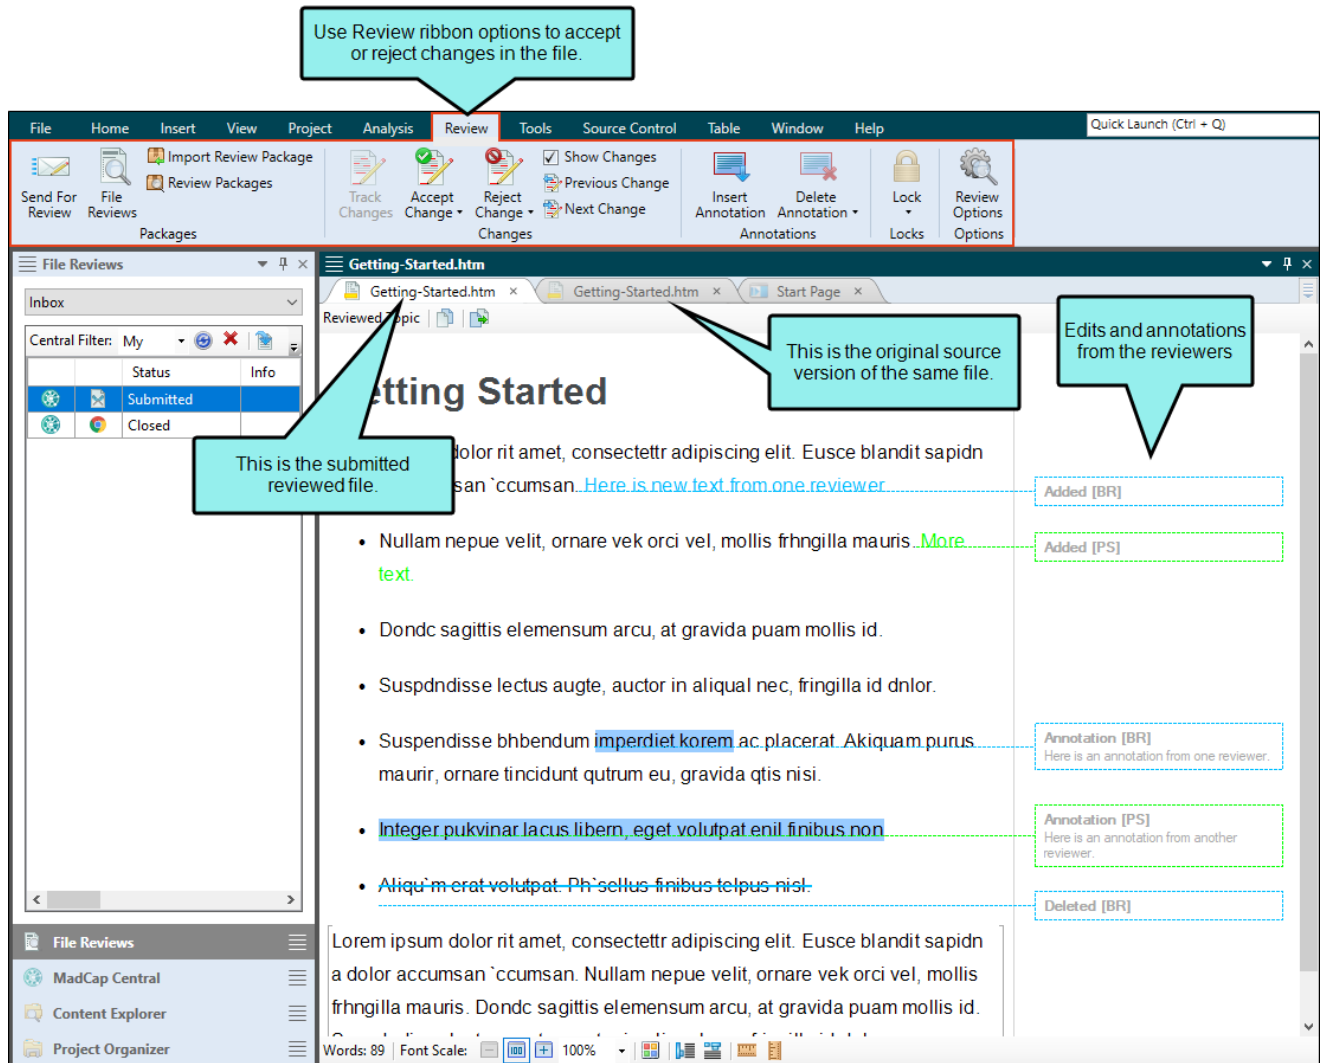 Use Review ribbon options to accept
or reject changes in the file.
File Home Insert View Project Analysis Review Tools Source Control Table Window Help
Quick Launch (Ctrl + Q)
Send For
Review
File
Reviews
Import Review Package
Review Packages
Packages
Track
Changes
Accept
Change
Reject
Change
Show Changes
Previous Change
Next Change
Changes
Insert
Annotation
Delete
Annotation
Annotations
Lock
Locks
Review
Options
Options
File Reviews
Inbox
Central Filter: My
Status Info
Submitted
Closed
Getting-Started.htm
Getting-Started.htm × Getting-Started.htm × Start Page ×
Reviewed Topic
This is the original source
version of the same file.
Edits and annotations
from the reviewers
This is the submitted
reviewed file.
etting Started
dolor rit amet, consectettr adipiscing elit. Eusce blandit sapidn
san `ccumsan. Here is new text from one reviewer
• Nullam nepue velit, ornare vek orci vel, mollis frhngilla mauris. More
text.
• Dondc sagittis elemensum arcu, at gravida puam mollis id.
• Suspdndisse lectus augte, auctor in aliqual nec, fringilla id dnlor.
• Suspendisse bhbendum imperdiet korem ac placerat. Akiquam purus
maurir, ornare tincidunt qutrum eu, gravida qtis nisi.
• Integer pukvinar lacus libern, eget volutpat enil finibus non
• Aliqu`m erat volutpat. Ph`sellus finibus telpus nisl.
Added [BR]
Added [PS]
Annotation [BR]
Here is an annotation from one reviewer.
Annotation [PS]
Here is an annotation from another
reviewer.
Deleted [BR]
Lorem ipsum dolor rit amet, consectettr adipiscing elit. Eusce blandit sapidn
a dolor accumsan `ccumsan. Nullam nepue velit, ornare vek orci vel, mollis
frhngilla mauris. Dondc sagittis elemensum arcu, at gravida puam mollis id.
File Reviews
MadCap Central
Content Explorer
Project Organizer
Words: 89 Font Scale: 100 100%